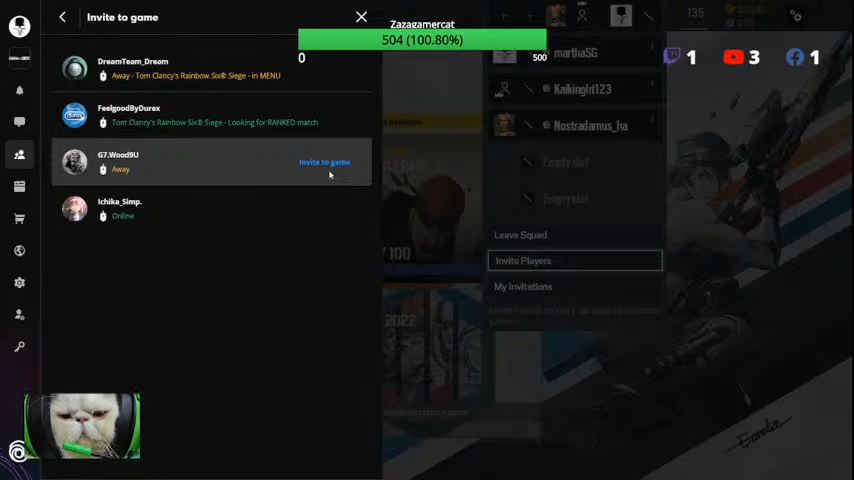 Invite to game
Zazagamercat
504 (100.80%)
0
500
135
1
3
1
DreamTeam_Dream
Away - Tom Clancy's Rainbow Six® Siege - in MENU
FeelgoodByDurex
Tom Clancy's Rainbow Six® Siege - Looking for RANKED match
G7.Wood9U
Away
Invite to game
Ichika_Simp.
Online
marthaSG
Kaikinght123
Nostradamus_ha
Empty slot
Empty slot
Leave Squad
Invite Players
My Invitations
2022